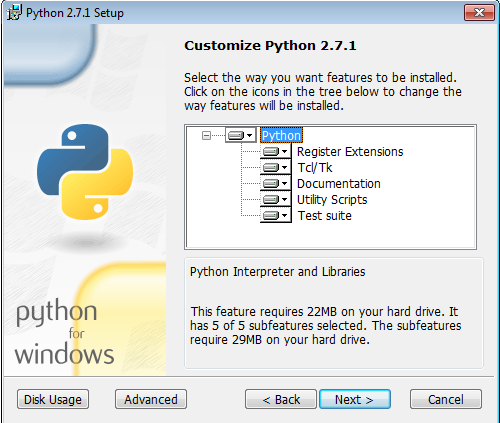 Python 2.7.1 Setup
Customize Python 2.7.1
Select the way you want features to be installed.
Click on the icons in the tree below to change the
way features will be installed.
Python
Register Extensions
Tcl/Tk
Documentation
Utility Scripts
Test suite
Python Interpreter and Libraries
This feature requires 22MB on your hard drive. It
has 5 of 5 subfeatures selected. The subfeatures
require 29MB on your hard drive.
python
for
windows
Disk Usage
Advanced
< Back
Next >
Cancel